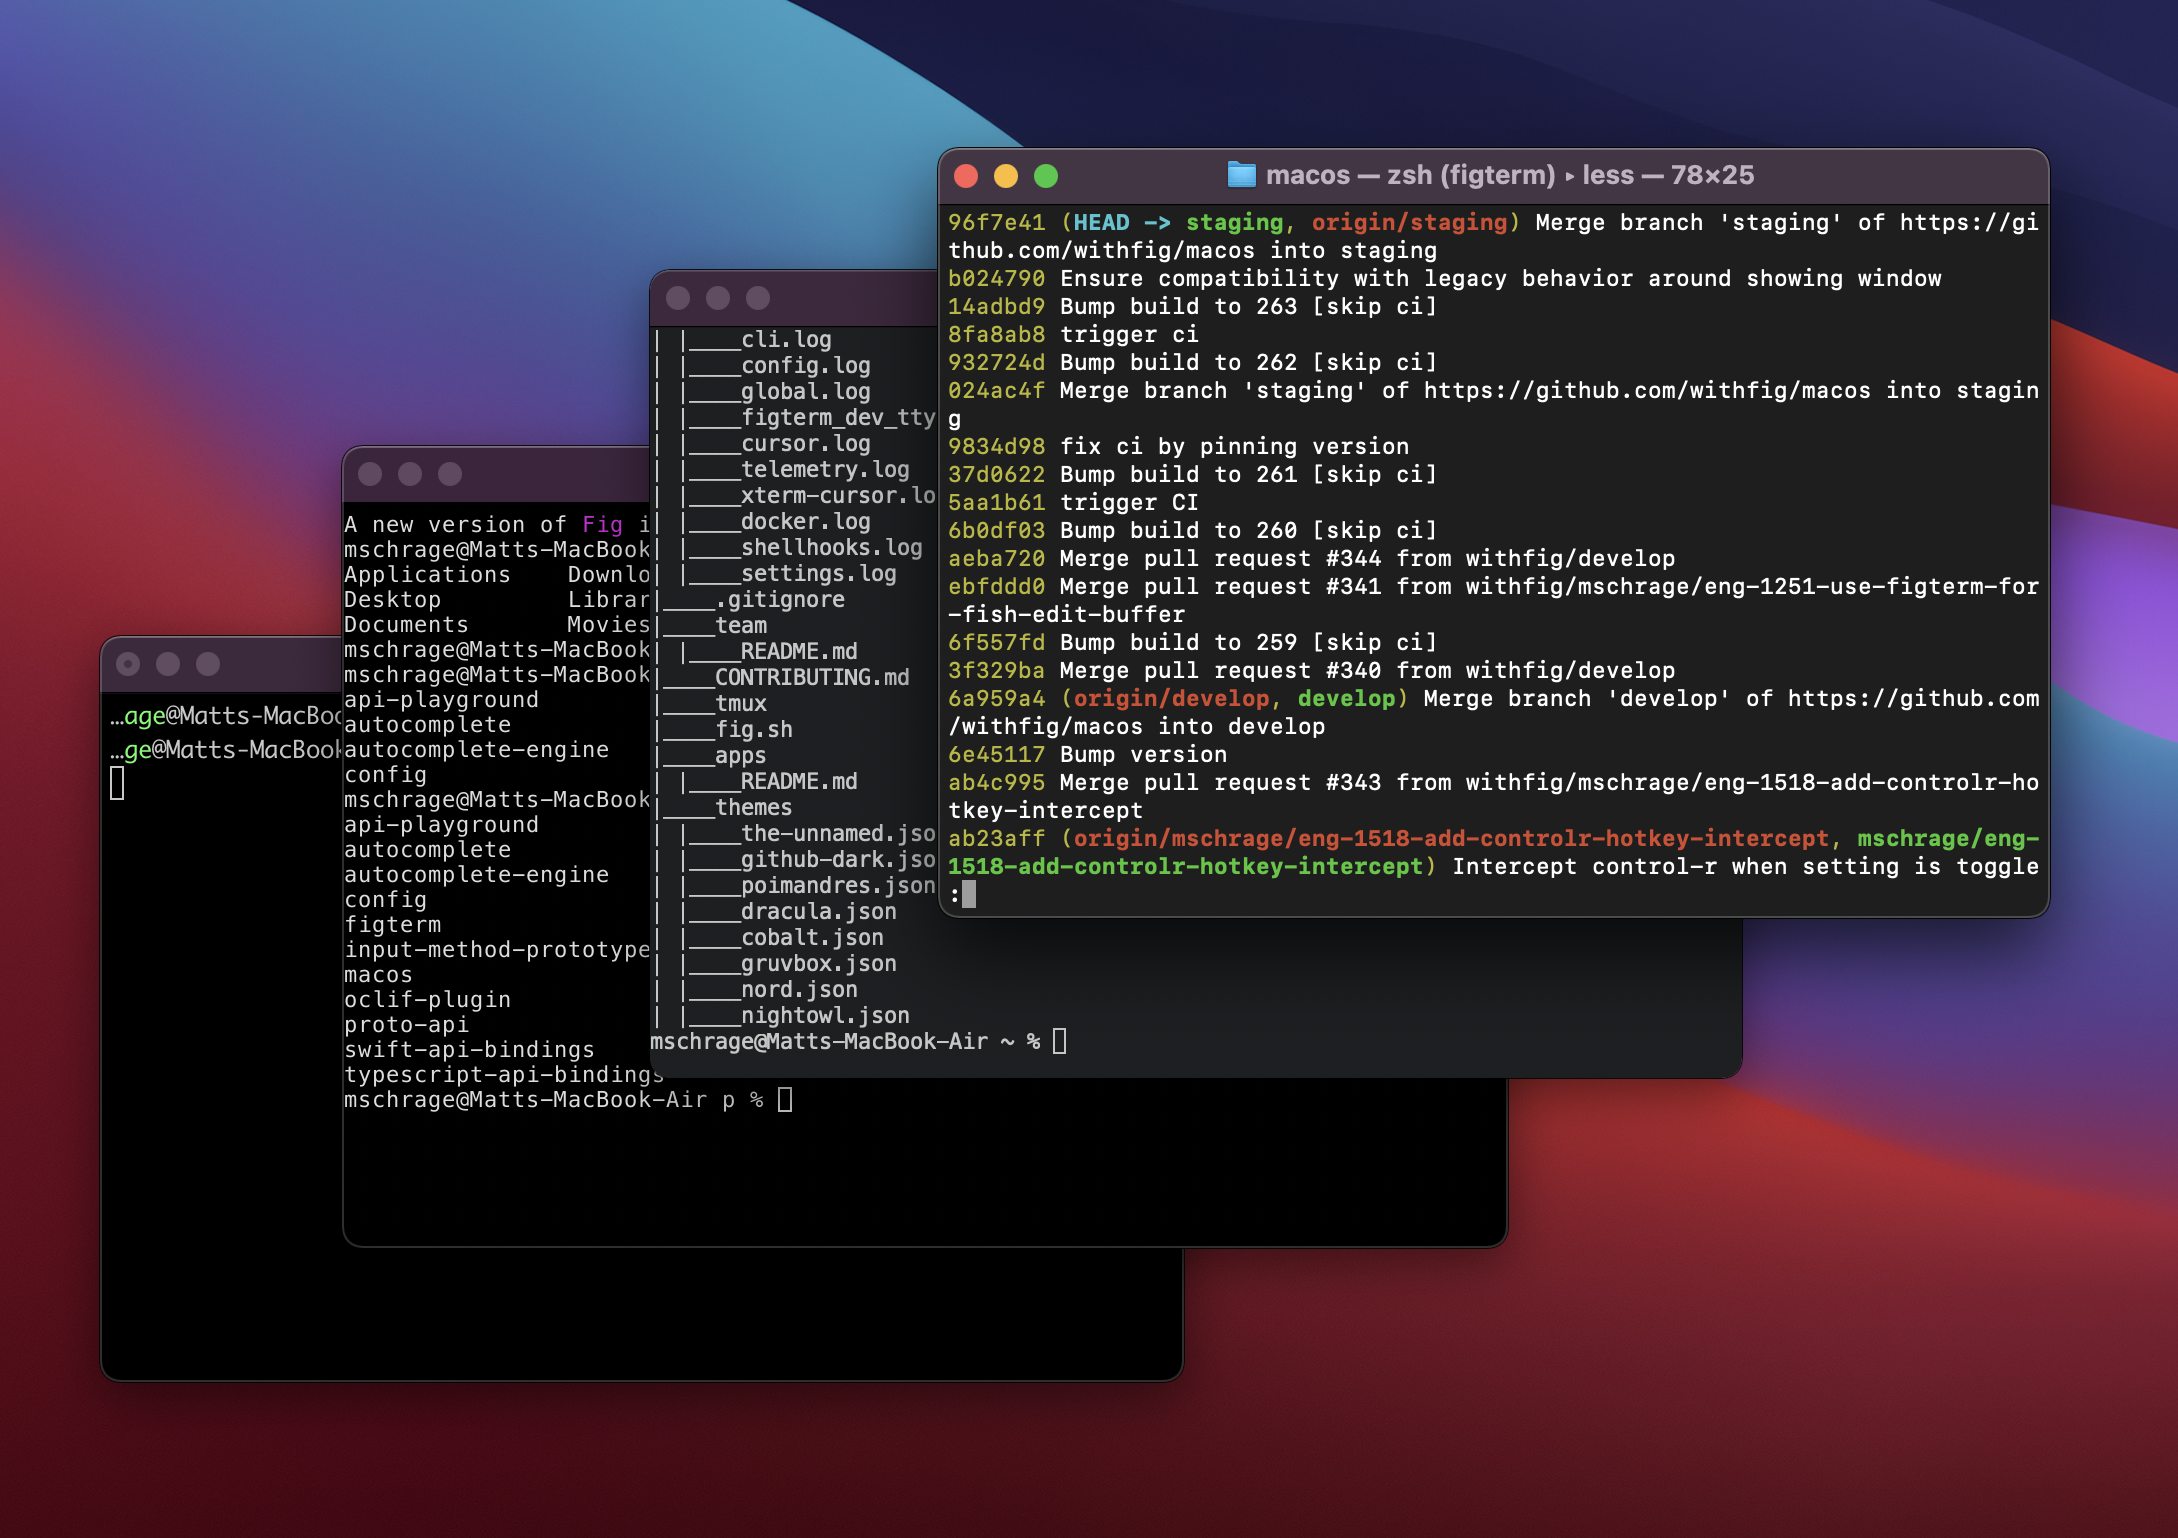 macos — zsh (figterm) ▸ less — 78×25
96f7e41 (HEAD -> staging, origin/staging) Merge branch 'staging' of https://gi
thub.com/withfig/macos into staging
b024790 Ensure compatibility with legacy behavior around showing window
14adbd9 Bump build to 263 [skip ci]
8fa8ab8 trigger ci
932724d Bump build to 262 [skip ci]
024ac4f Merge branch 'staging' of https://github.com/withfig/macos into stagin
g
9834d98 fix ci by pinning version
37d0622 Bump build to 261 [skip ci]
5aa1b61 trigger CI
6b0df03 Bump build to 260 [skip ci]
aeba720 Merge pull request #344 from withfig/develop
ebfddd0 Merge pull request #341 from withfig/mschrage/eng-1251-use-figterm-for
-fish-edit-buffer
6f557fd Bump build to 259 [skip ci]
3f329ba Merge pull request #340 from withfig/develop
6a959a4 (origin/develop, develop) Merge branch 'develop' of https://github.com
/withfig/macos into develop
6e45117 Bump version
ab4c995 Merge pull request #343 from withfig/mschrage/eng-1518-add-controlr-ho
tkey-intercept
ab23aff (origin/mschrage/eng-1518-add-controlr-hotkey-intercept, mschrage/eng-
1518-add-controlr-hotkey-intercept) Intercept control-r when setting is toggle
:
| |____cli.log
| |____config.log
| |____global.log
| |____figterm_dev_tty
| |____cursor.log
| |____telemetry.log
| |____xterm-cursor.lo
| |____docker.log
| |____shellhooks.log
| |____settings.log
|____.gitignore
|____team
| |____README.md
|____CONTRIBUTING.md
|____tmux
|____fig.sh
|____apps
| |____README.md
|____themes
| |____the-unnamed.jso
| |____github-dark.jso
| |____poimandres.json
| |____dracula.json
| |____cobalt.json
| |____gruvbox.json
| |____nord.json
| |____nightowl.json
mschrage@Matts-MacBook-Air ~ %
A new version of Fig i
mschrage@Matts-MacBook
Applications Downlo
Desktop Librar
Documents Movies
mschrage@Matts-MacBook
mschrage@Matts-MacBook
api-playground
autocomplete
autocomplete-engine
config
mschrage@Matts-MacBook
api-playground
autocomplete
autocomplete-engine
config
figterm
input-method-prototype
macos
oclif-plugin
proto-api
swift-api-bindings
typescript-api-bindings
mschrage@Matts-MacBook-Air p %
…age@Matts-MacBoo
…ge@Matts-MacBook